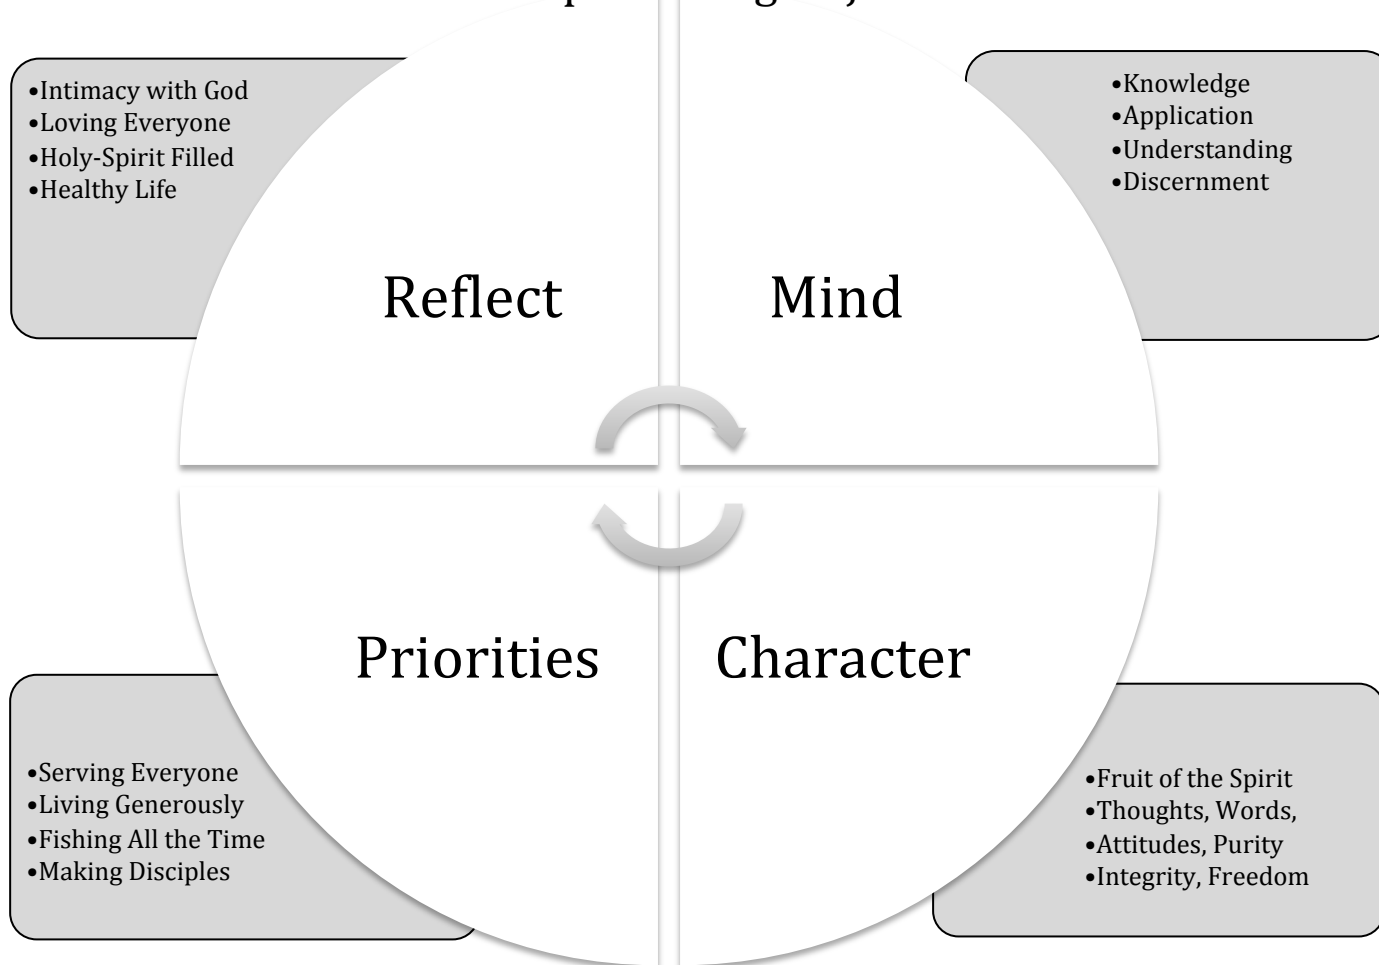 •Intimacy with God
•Loving Everyone
•Holy-Spirit Filled
•Healthy Life
•Knowledge
•Application
•Understanding
•Discernment
Reflect
Mind
Priorities
Character
•Serving Everyone
•Living Generously
•Fishing All the Time
•Making Disciples
•Fruit of the Spirit
•Thoughts, Words,
•Attitudes, Purity
•Integrity, Freedom